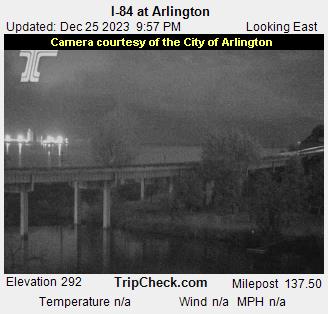 I-84 at Arlington
Updated: Dec 25 2023 9:57 PM Looking East
Camera courtesy of the City of Arlington
Elevation 292 TripCheck.com Milepost 137.50
Temperature n/a Wind n/a MPH n/a